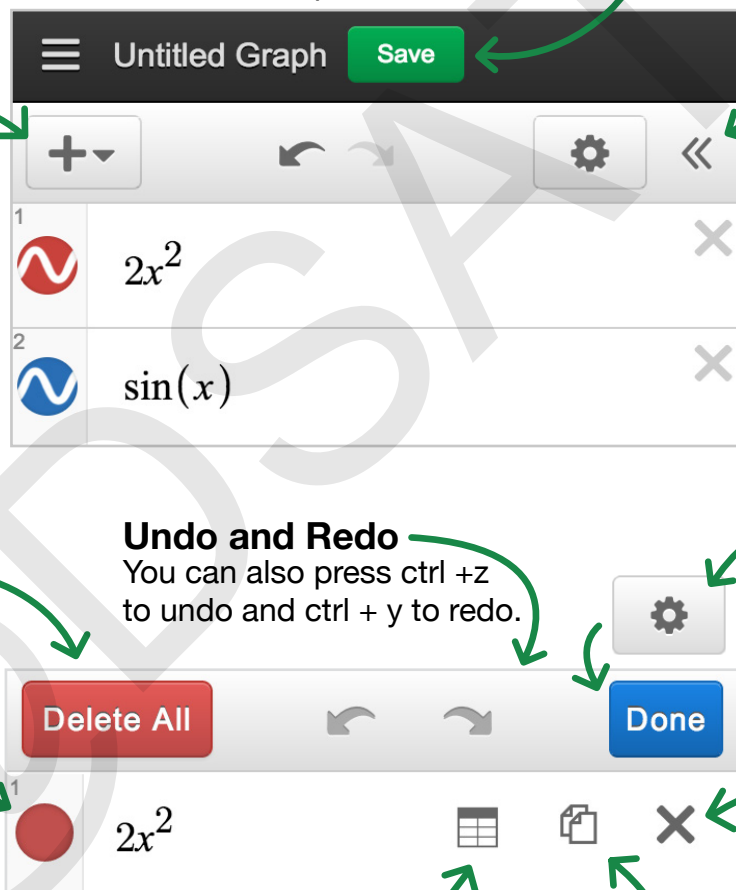 Untitled Graph Save
1
2x²
2
sin(x)
Undo and Redo
You can also press ctrl +z
to undo and ctrl + y to redo.
Delete All Done
1
2x²